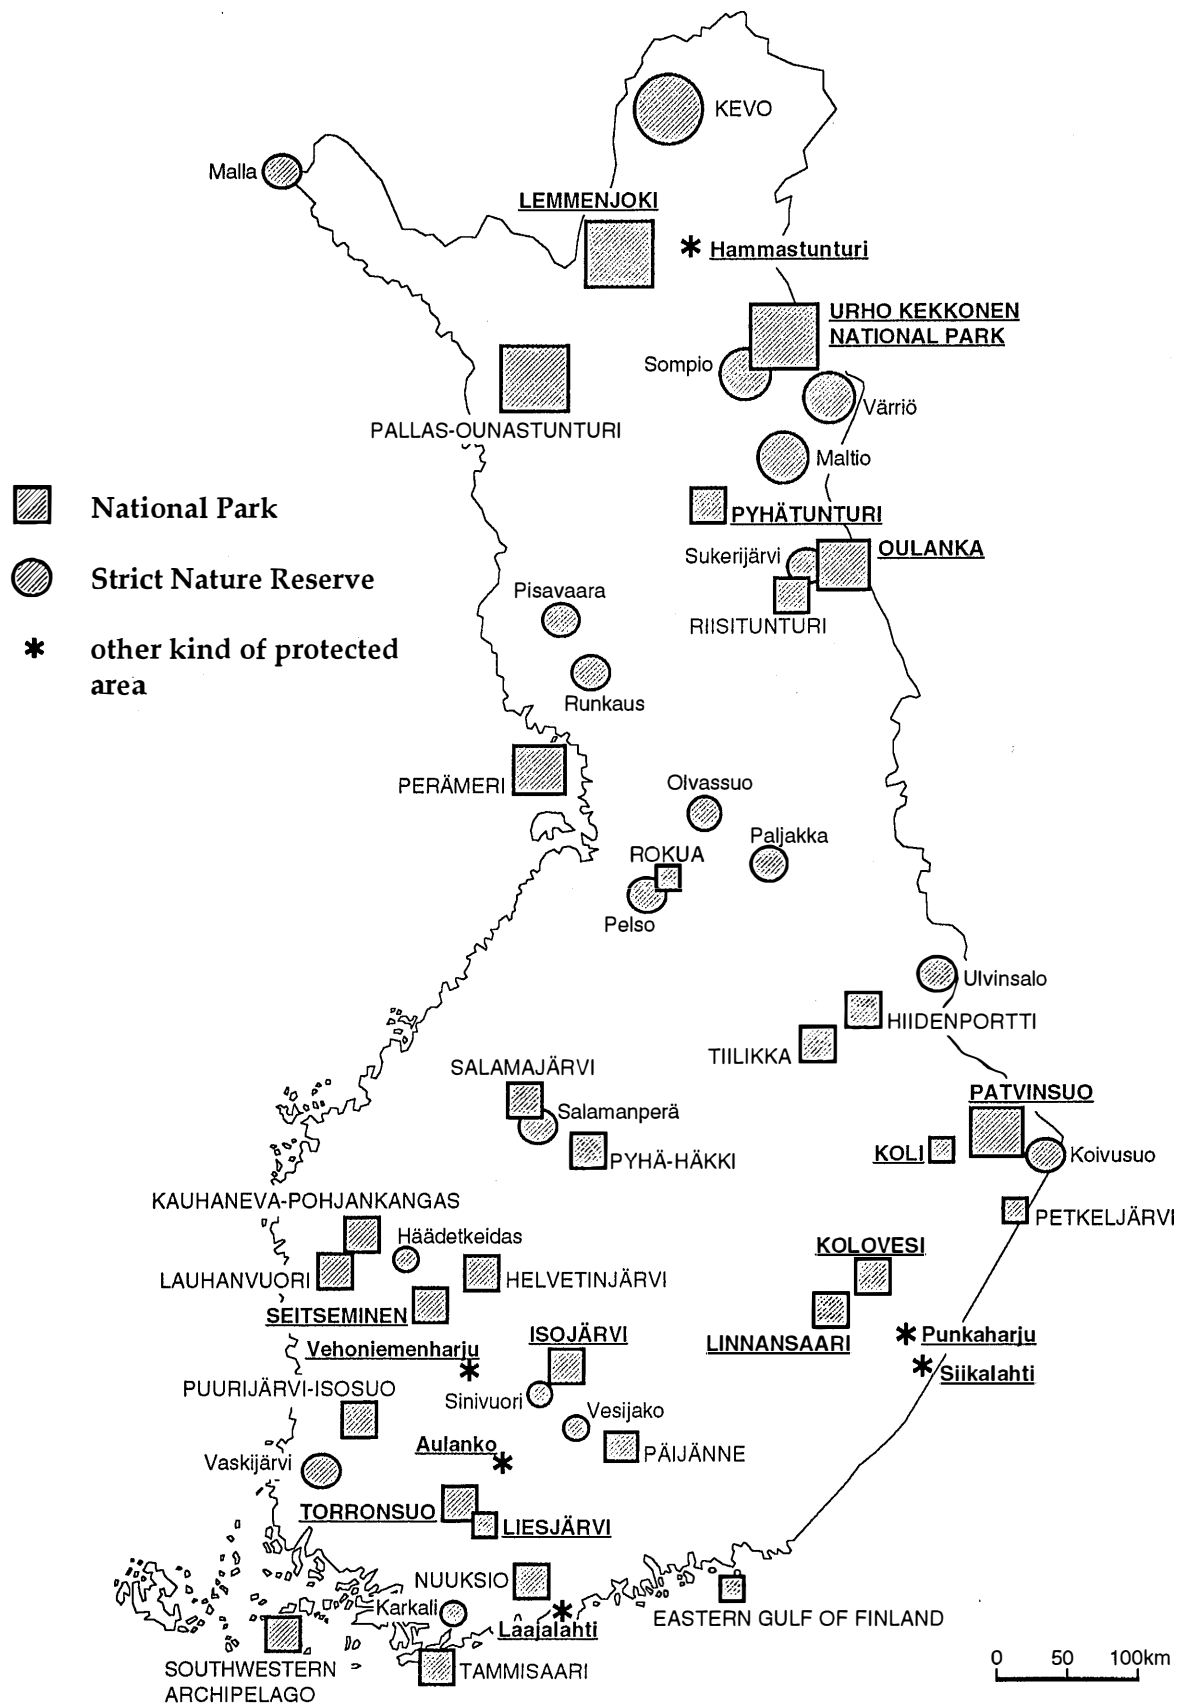 KEVO
Malla
LEMMENJOKI
Hammastunturi
URHO KEKKONEN
NATIONAL PARK
Sompio
Värriö
PALLAS-OUNASTUNTURI
Maltio
National Park
PYHÄTUNTURI
Sukerijärvi
OULANKA
Strict Nature Reserve
Pisavaara
RIISITUNTURI
other kind of protected
area
Runkaus
PERÄMERI
Olvassuo
Paljakka
ROKUA
Pelso
Ulvinsalo
HIIDENPORTTI
TIILIKKA
SALAMAJÄRVI
PATVINSUO
Salamanperä
KOLI
Koivusuo
PYHÄ-HÄKKI
KAUHANEVA-POHJANKANGAS
PETKELJÄRVI
Häädetkeidas
KOLOVESI
LAUHANVUORI
HELVETINJÄRVI
SEITSEMINEN
ISOJÄRVI
Punkaharju
LINNANSAARI
Vehoniemenharju
Siikalahti
PUURIJÄRVI-ISOSUO
Sinivuori
Vesijako
Aulanko
PÄIJÄNNE
Vaskijärvi
TORRONSUO
LIESJÄRVI
NUUKSIO
Karkali
EASTERN GULF OF FINLAND
Laajalahti
SOUTHWESTERN
ARCHIPELAGO
TAMMISAARI
0 50 100km